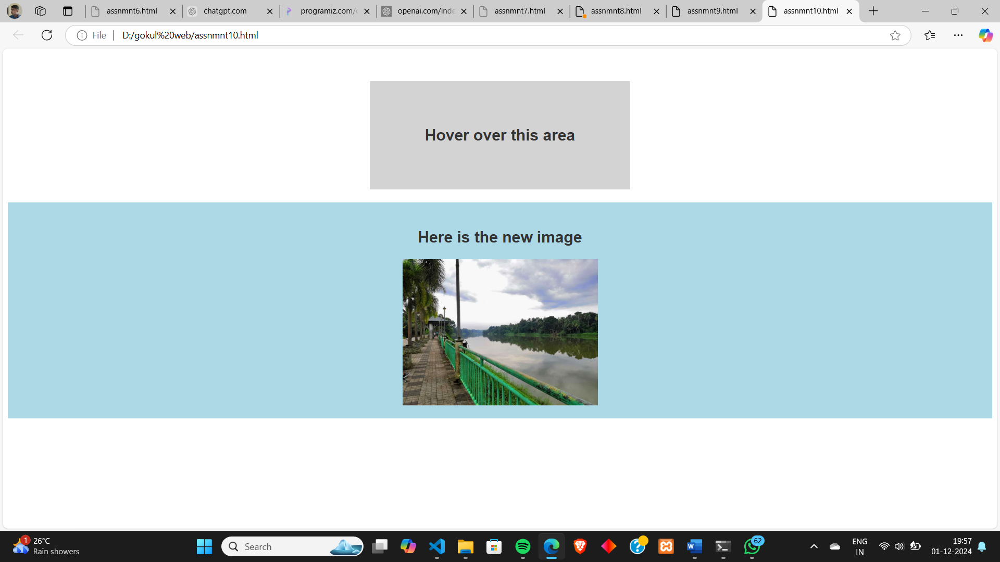 assnmnt6.html
chatgpt.com
programiz.com/
openai.com/inde
assnmnt7.html
assnmnt8.html
assnmnt9.html
assnmnt10.html
File
D:/gokul%20web/assnmnt10.html
Hover over this area
Here is the new image
1
26°C
Rain showers
Search
62
ENG
IN
19:57
01-12-2024